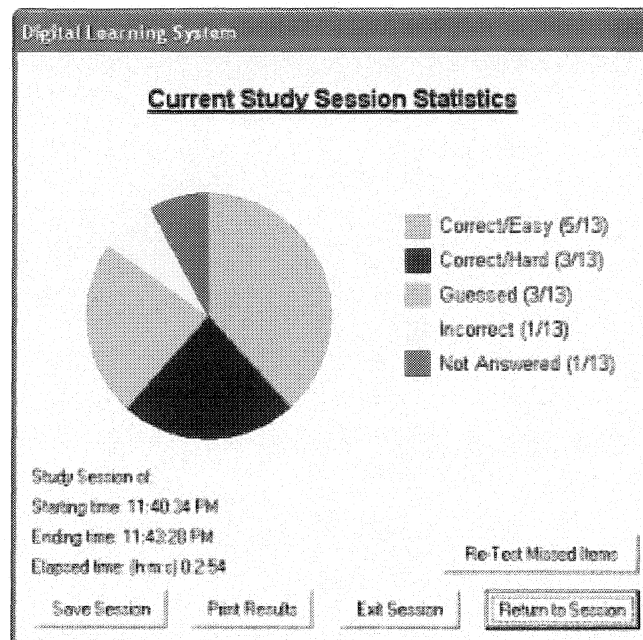 Digital Learning System
Current Study Session Statistics
Correct/Easy (5/13)
Correct/Hard (3/13)
Guessed (3/13)
Incorrect (1/13)
Not Answered (1/13)
Study Session of:
Starting time: 11:40:34 PM
Ending time: 11:43:28 PM
Elapsed time: (h:m:s) 0:2:54
Re-Test Missed Items
Save Session Print Results Exit Session Return to Session